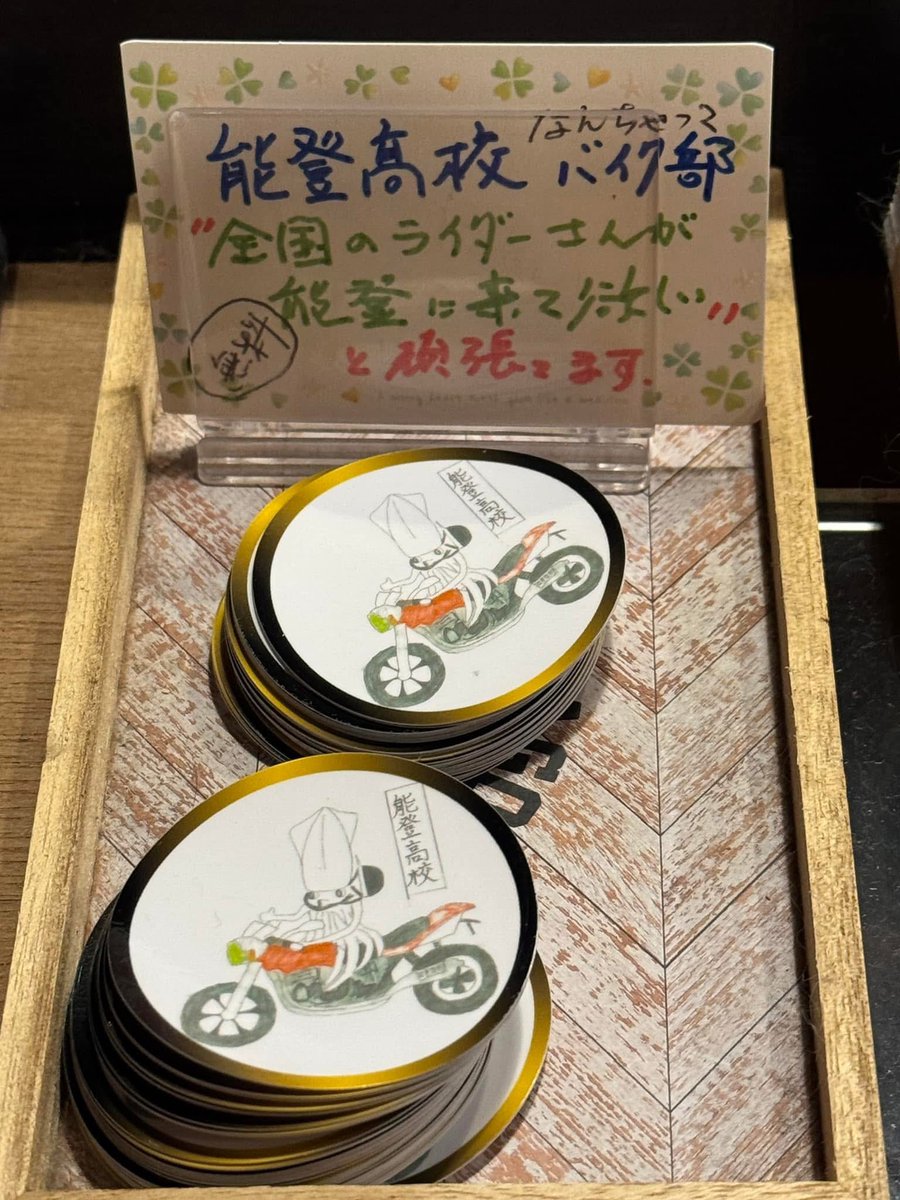 なんちゃって
能登高校 バイク部
"全国のライダーさんが
能登に来て欲しい"
と頑張てます.
能登高校
能登高校